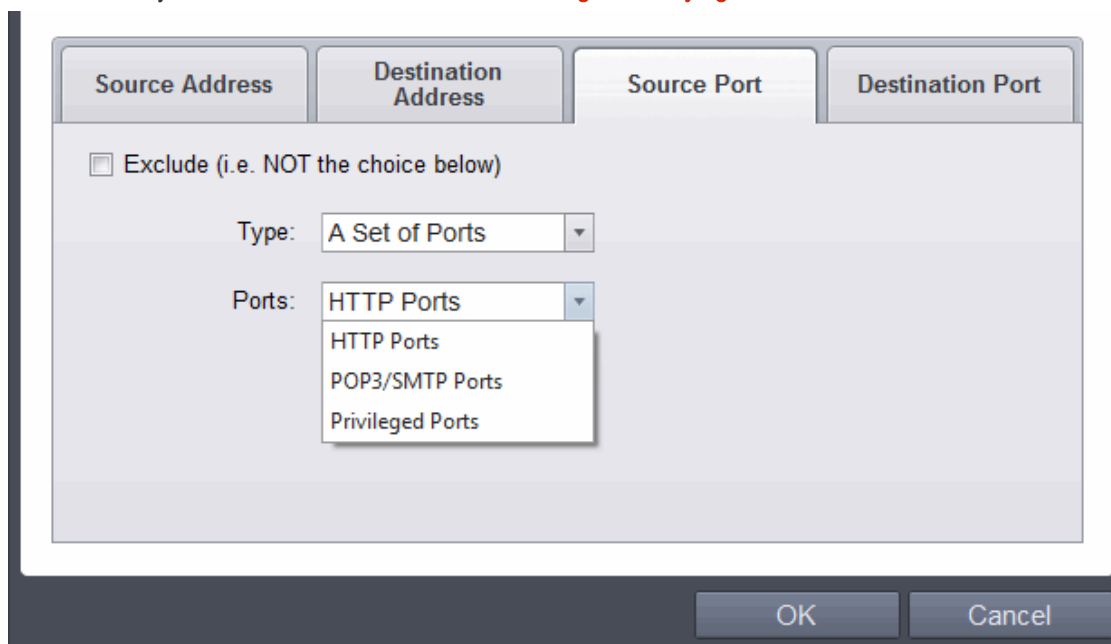 Source Address
Destination
Address
Source Port
Destination Port
Exclude (i.e. NOT the choice below)
Type: A Set of Ports
Ports: HTTP Ports
HTTP Ports
POP3/SMTP Ports
Privileged Ports
OK Cancel